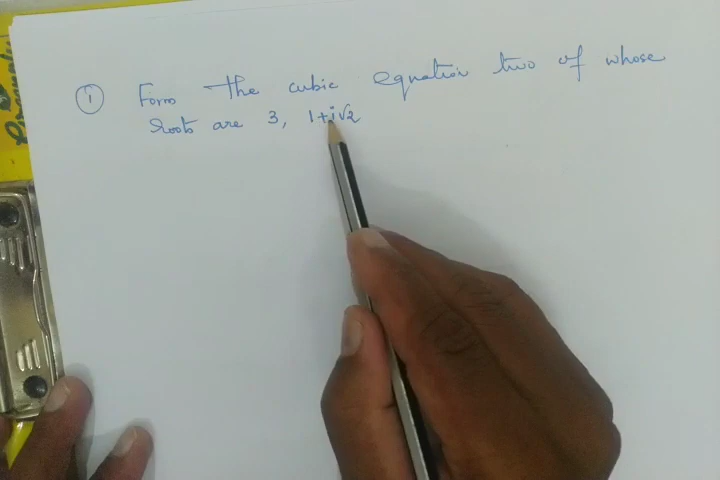 ① Form the cubic equation two of whose
roots are 3, 1+i√2